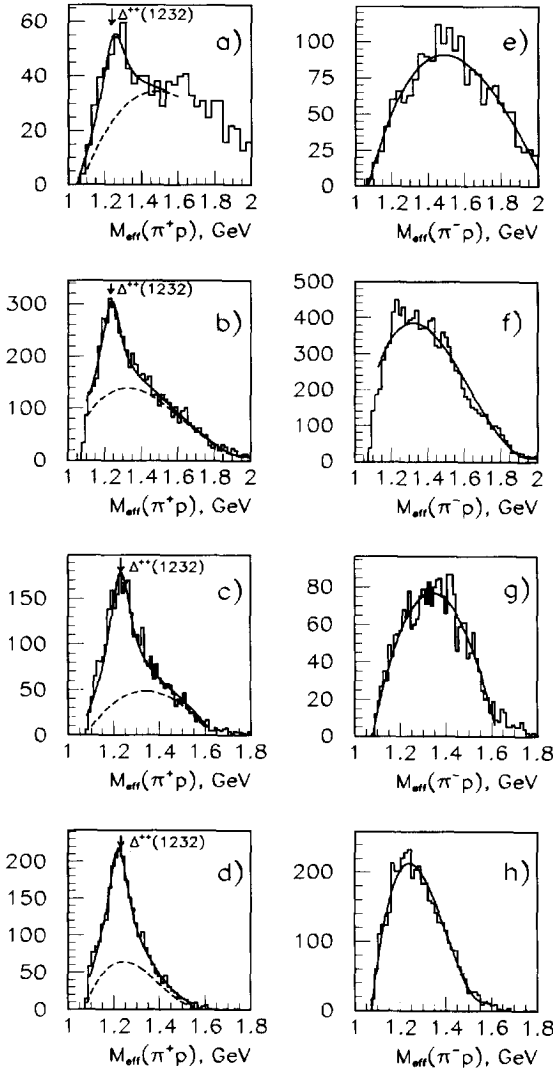 Δ⁺⁺(1232)
a)
60
40
20
0
1 1.2 1.4 1.6 1.8 2
M_eff(π⁺p), GeV
e)
100
75
50
25
0
1 1.2 1.4 1.6 1.8 2
M_eff(π⁻p), GeV
Δ⁺⁺(1232)
b)
300
200
100
0
1 1.2 1.4 1.6 1.8 2
M_eff(π⁺p), GeV
f)
500
400
300
200
100
0
1 1.2 1.4 1.6 1.8 2
M_eff(π⁻p), GeV
Δ⁺⁺(1232)
c)
150
100
50
0
1 1.2 1.4 1.6 1.8
M_eff(π⁺p), GeV
g)
80
60
40
20
0
1 1.2 1.4 1.6 1.8
M_eff(π⁻p), GeV
Δ⁺⁺(1232)
d)
200
150
100
50
0
1 1.2 1.4 1.6 1.8
M_eff(π⁺p), GeV
h)
200
100
0
1 1.2 1.4 1.6 1.8
M_eff(π⁻p), GeV